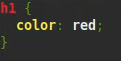 h1 {
  color: red;
}